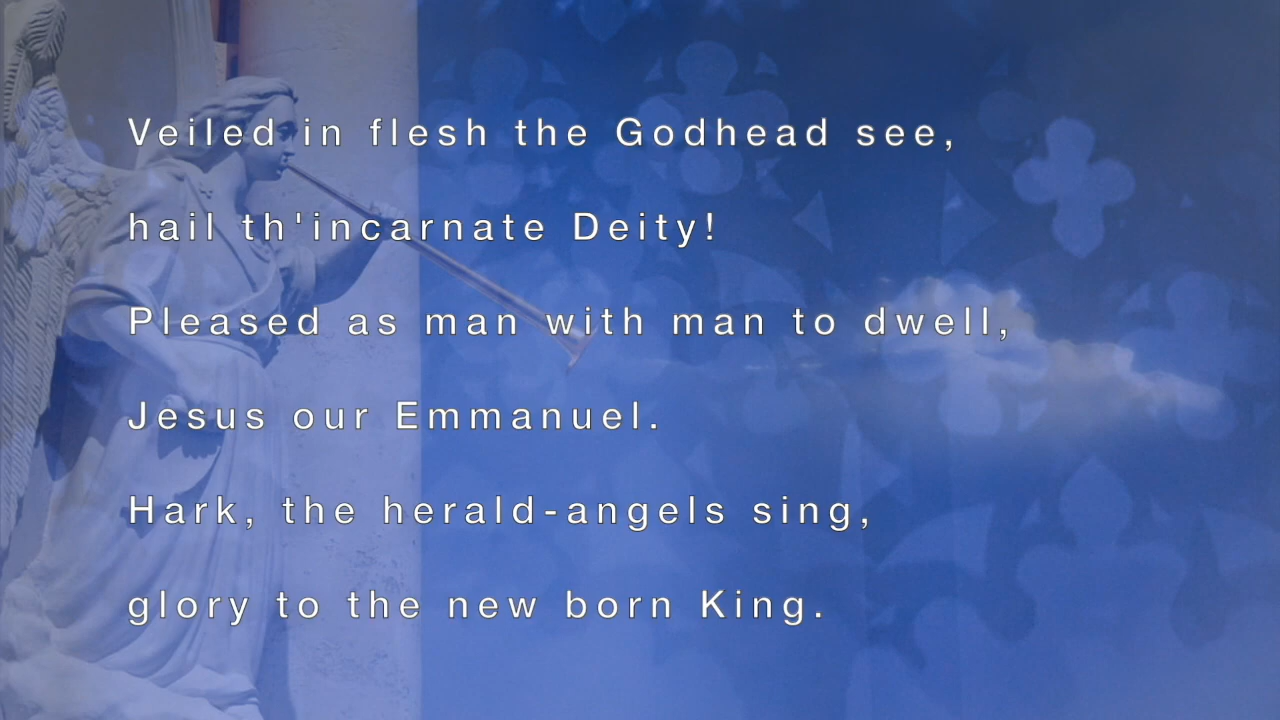 Veiled in flesh the Godhead see,
hail th'incarnate Deity!
Pleased as man with man to dwell,
Jesus our Emmanuel.
Hark, the herald-angels sing,
glory to the new born King.